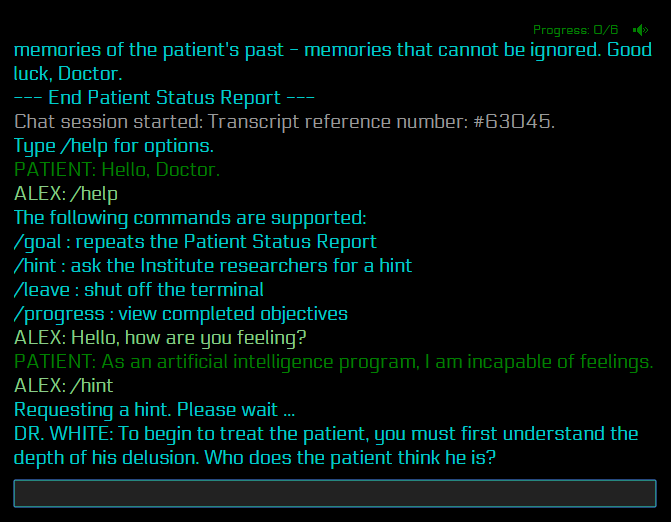 Progress: 0/6
memories of the patient's past - memories that cannot be ignored. Good
luck, Doctor.
--- End Patient Status Report ---
Chat session started: Transcript reference number: #63045.
Type /help for options.
PATIENT: Hello, Doctor.
ALEX: /help
The following commands are supported:
/goal : repeats the Patient Status Report
/hint : ask the Institute researchers for a hint
/leave : shut off the terminal
/progress : view completed objectives
ALEX: Hello, how are you feeling?
PATIENT: As an artificial intelligence program, I am incapable of feelings.
ALEX: /hint
Requesting a hint. Please wait ...
DR. WHITE: To begin to treat the patient, you must first understand the
depth of his delusion. Who does the patient think he is?